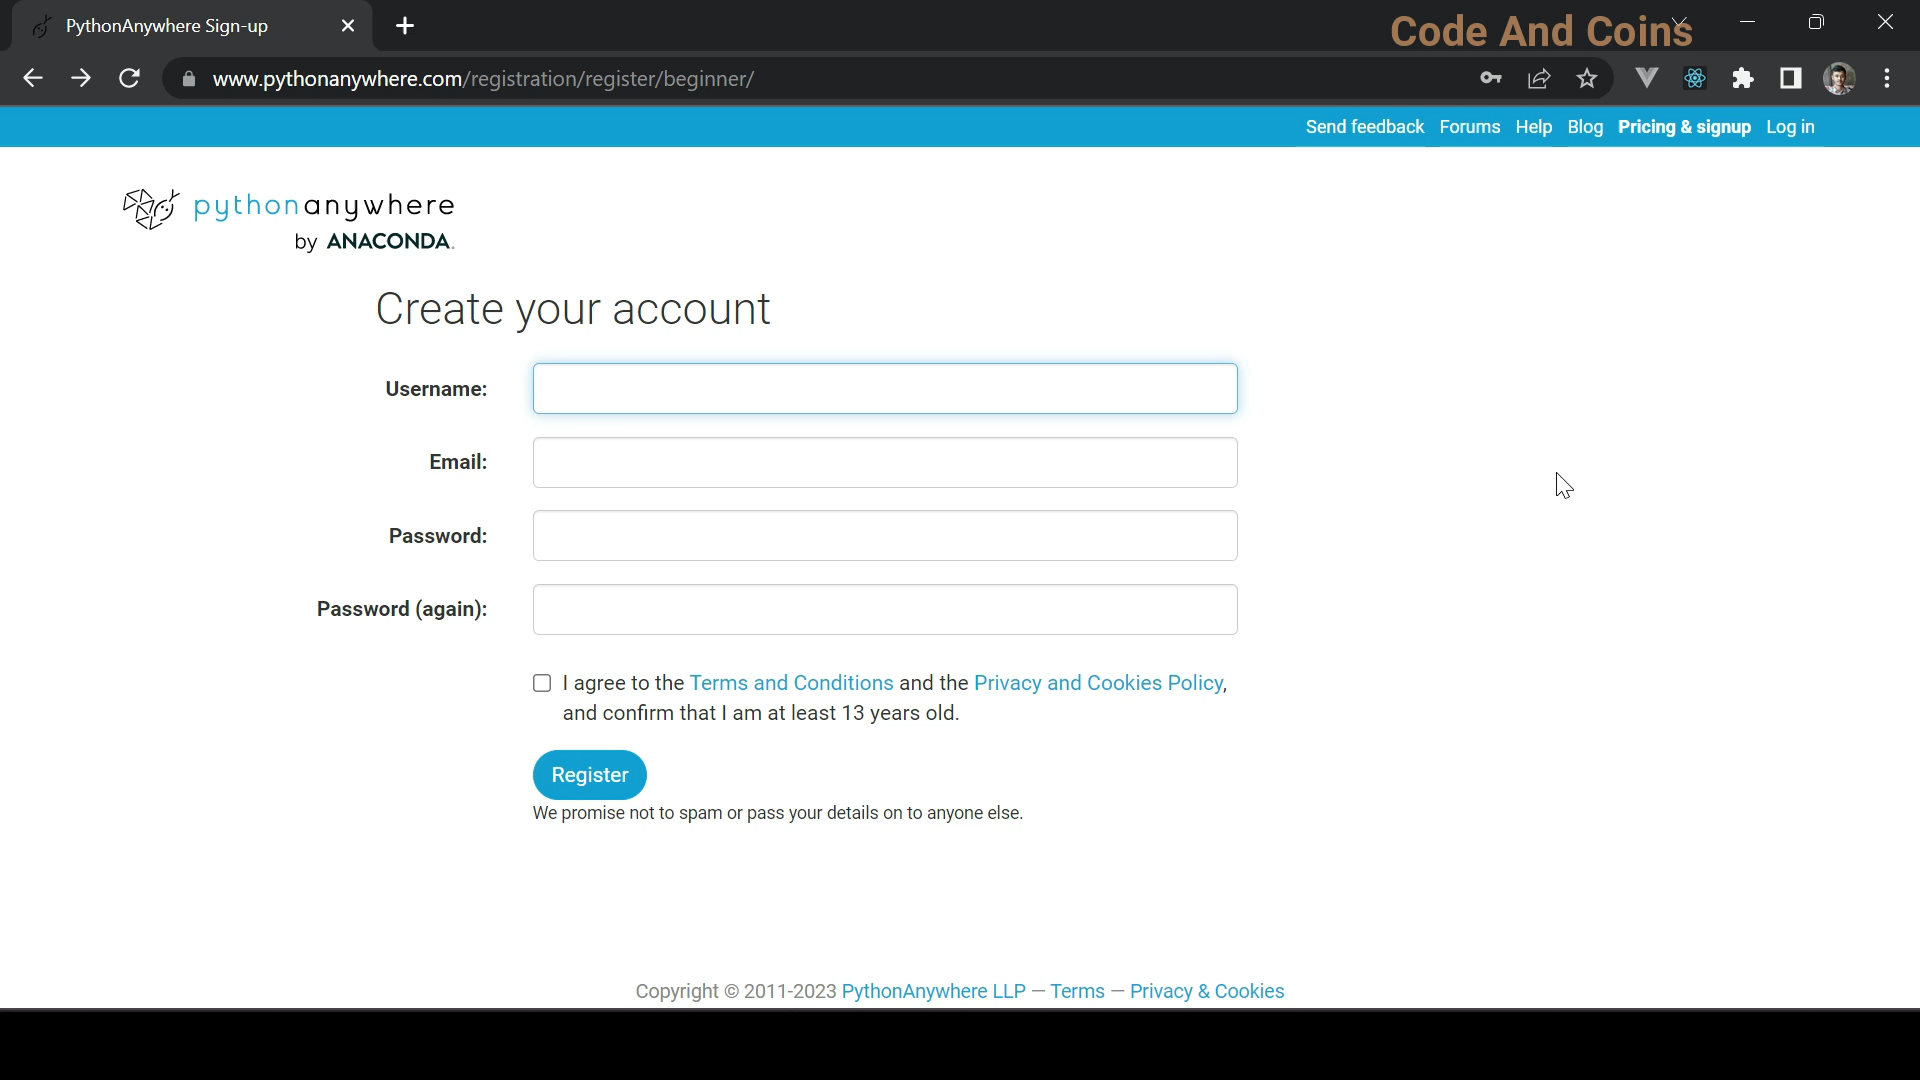 PythonAnywhere Sign-up
Code And Coins
www.pythonanywhere.com/registration/register/beginner/
Send feedback Forums Help Blog Pricing & signup Log in
pythonanywhere
by ANACONDA.
Create your account
Username:
Email:
Password:
Password (again):
I agree to the Terms and Conditions and the Privacy and Cookies Policy,
and confirm that I am at least 13 years old.
Register
We promise not to spam or pass your details on to anyone else.
Copyright © 2011-2023 PythonAnywhere LLP — Terms — Privacy & Cookies